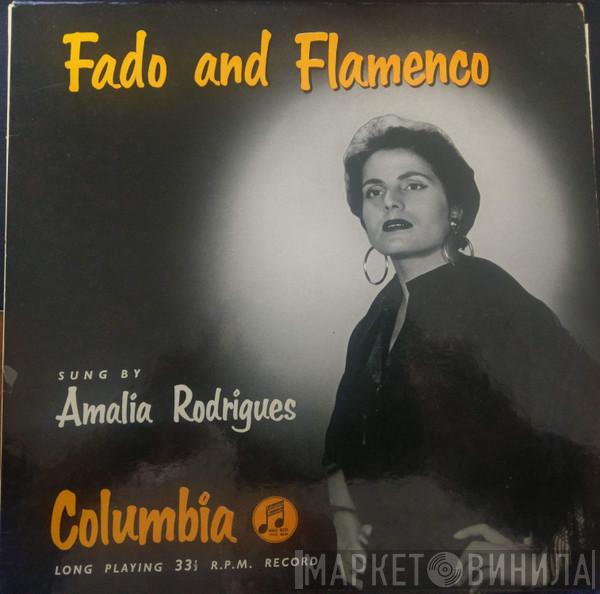 Fado and Flamenco
SUNG BY
Amalia Rodrigues
Columbia
LONG PLAYING 33⅓ R.P.M. RECORD
МАРКЕТ ВИНИЛА